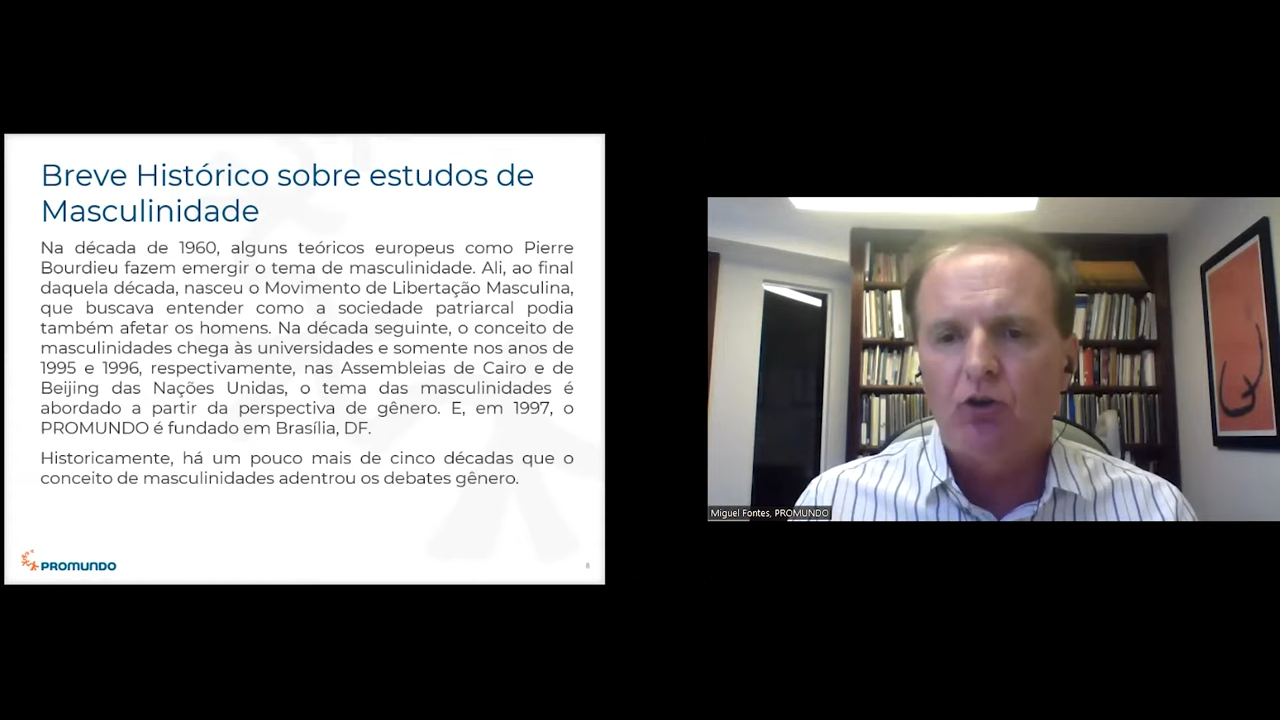 Breve Histórico sobre estudos de
Masculinidade
Na década de 1960, alguns teóricos europeus como Pierre
Bourdieu fazem emergir o tema de masculinidade. Ali, ao final
daquela década, nasceu o Movimento de Libertação Masculina,
que buscava entender como a sociedade patriarcal podia
também afetar os homens. Na década seguinte, o conceito de
masculinidades chega às universidades e somente nos anos de
1995 e 1996, respectivamente, nas Assembleias de Cairo e de
Beijing das Nações Unidas, o tema das masculinidades é
abordado a partir da perspectiva de gênero. E, em 1997, o
PROMUNDO é fundado em Brasília, DF.
Historicamente, há um pouco mais de cinco décadas que o
conceito de masculinidades adentrou os debates gênero.
PROMUNDO
8
Miguel Fontes, PROMUNDO